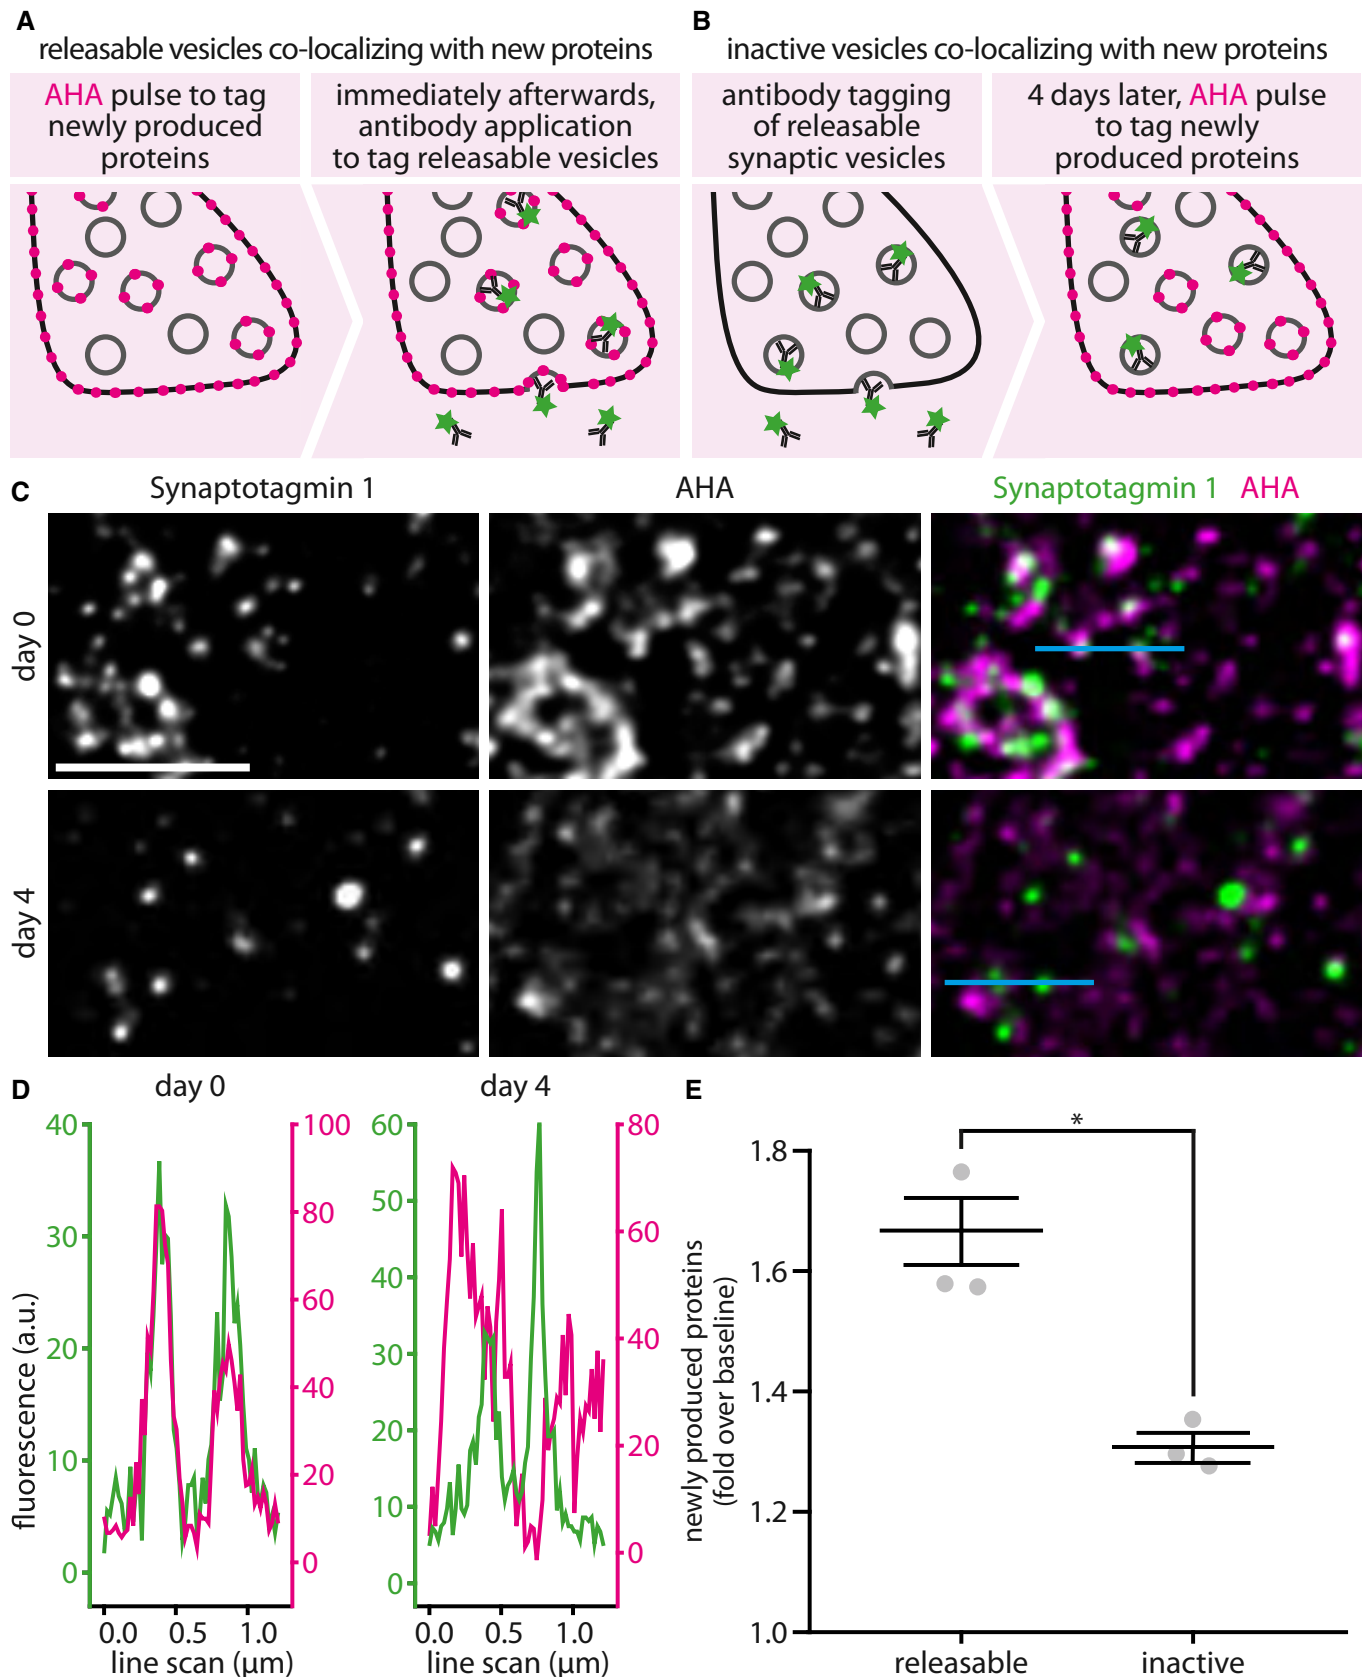 A
releasable vesicles co-localizing with new proteins
AHA pulse to tag
newly produced
proteins
immediately afterwards,
antibody application
to tag releasable vesicles
B
inactive vesicles co-localizing with new proteins
antibody tagging
of releasable
synaptic vesicles
4 days later, AHA pulse
to tag newly
produced proteins
C
Synaptotagmin 1
AHA
Synaptotagmin 1 AHA
day 0
day 4
D
day 0
40
30
20
10
0
fluorescence (a.u.)
100
80
60
40
20
0
0.0 0.5 1.0
line scan (μm)
day 4
60
50
40
30
20
10
0
80
60
40
20
0
0.0 0.5 1.0
line scan (μm)
E
newly produced proteins
(fold over baseline)
1.8
1.6
1.4
1.2
1.0
*
releasable
inactive